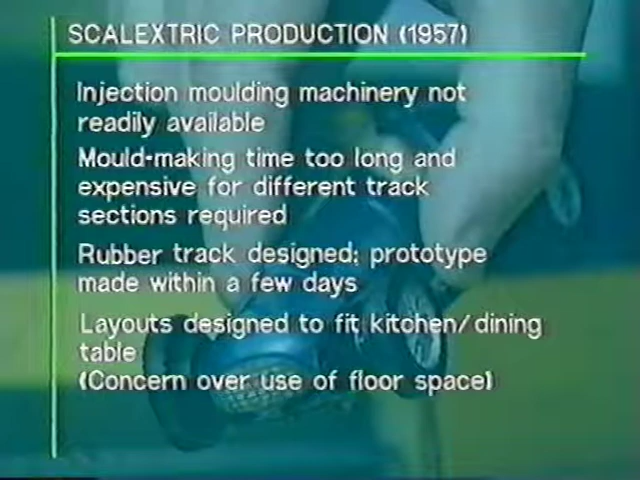 SCALEXTRIC PRODUCTION (1957)
Injection moulding machinery not
readily available
Mould-making time too long and
expensive for different track
sections required
Rubber track designed; prototype
made within a few days
Layouts designed to fit kitchen/dining
table
(Concern over use of floor space)